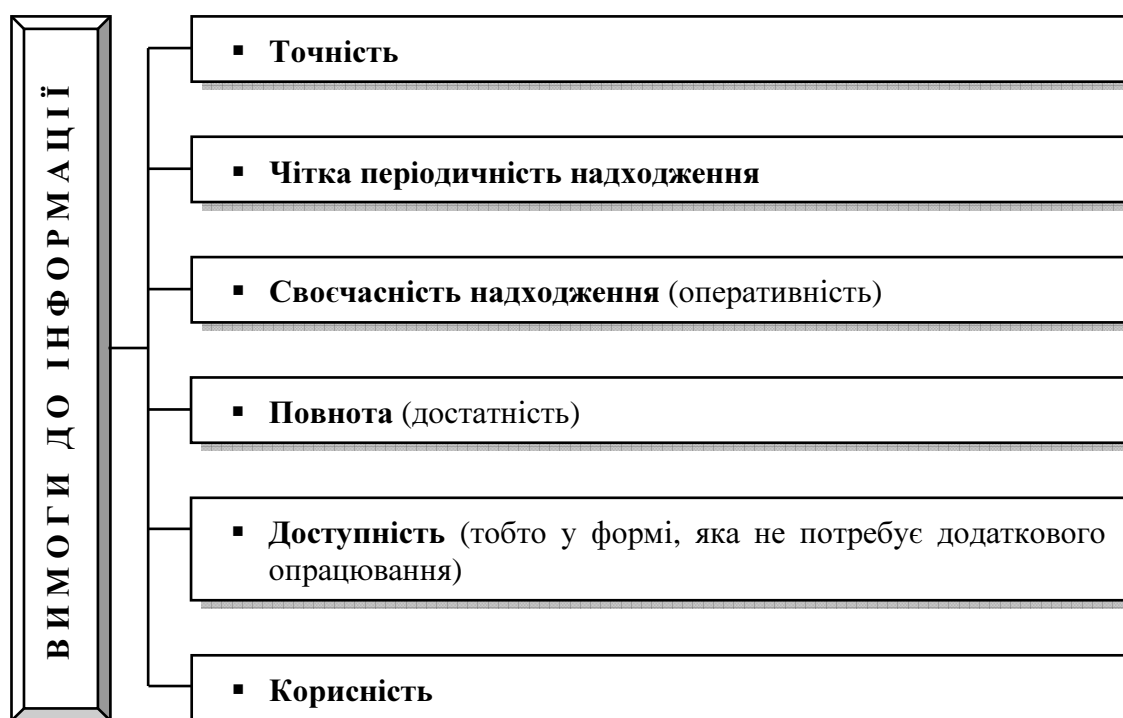 ВИМОГИ ДО ІНФОРМАЦІЇ
▪ Точність
▪ Чітка періодичність надходження
▪ Своєчасність надходження (оперативність)
▪ Повнота (достатність)
▪ Доступність (тобто у формі, яка не потребує додаткового
опрацювання)
▪ Корисність